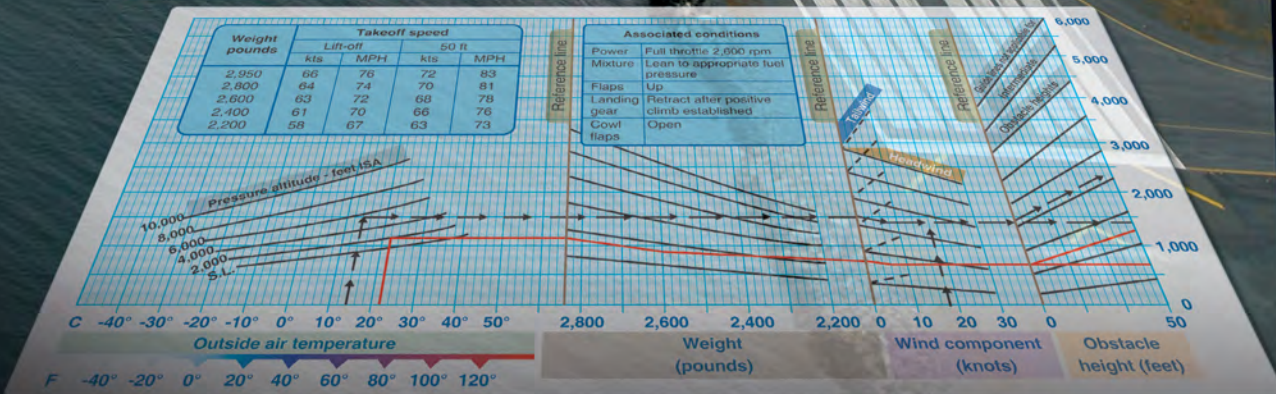 Weight pounds
Takeoff speed
Lift-off
50 ft
kts MPH kts MPH
2,950 66 76 72 83
2,800 64 74 70 81
2,600 63 72 68 78
2,400 61 70 66 76
2,200 58 67 63 73
Reference line
Associated conditions
Power Full throttle 2,600 rpm
Mixture Lean to appropriate fuel
pressure
Flaps Up
Landing Retract after positive
gear climb established
Cowl Open
flaps
Reference line
Tailwind
Headwind
Reference line
Guidelines not applicable for
intermediate
Obstacle heights
6,000
5,000
4,000
3,000
2,000
1,000
0
Pressure altitude - feet ISA
10,000
8,000
6,000
4,000
2,000
S.L.
C -40° -30° -20° -10° 0° 10° 20° 30° 40° 50° 2,800 2,600 2,400 2,200 0 10 20 30 0 50
Outside air temperature
F -40° -20° 0° 20° 40° 60° 80° 100° 120°
Weight
(pounds)
Wind component
(knots)
Obstacle
height (feet)